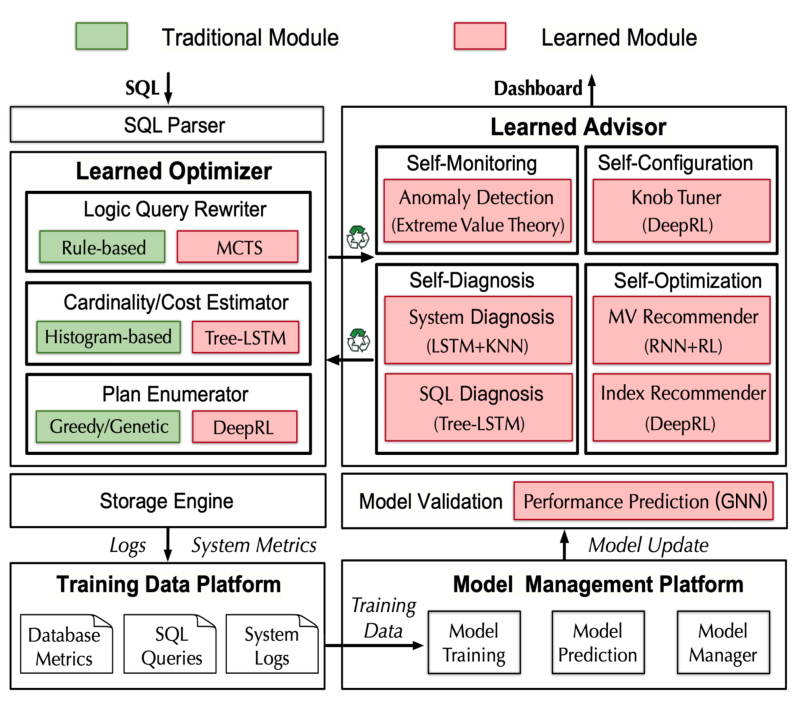 Traditional Module
Learned Module
SQL
Dashboard
SQL Parser
Learned Optimizer
Logic Query Rewriter
Rule-based
MCTS
Cardinality/Cost Estimator
Histogram-based
Tree-LSTM
Plan Enumerator
Greedy/Genetic
DeepRL
Learned Advisor
Self-Monitoring
Anomaly Detection
(Extreme Value Theory)
Self-Configuration
Knob Tuner
(DeepRL)
Self-Diagnosis
System Diagnosis
(LSTM+KNN)
SQL Diagnosis
(Tree-LSTM)
Self-Optimization
MV Recommender
(RNN+RL)
Index Recommender
(DeepRL)
Storage Engine
Model Validation
Performance Prediction (GNN)
Logs
System Metrics
Model Update
Training Data Platform
Database
Metrics
SQL
Queries
System
Logs
Training
Data
Model Management Platform
Model
Training
Model
Prediction
Model
Manager